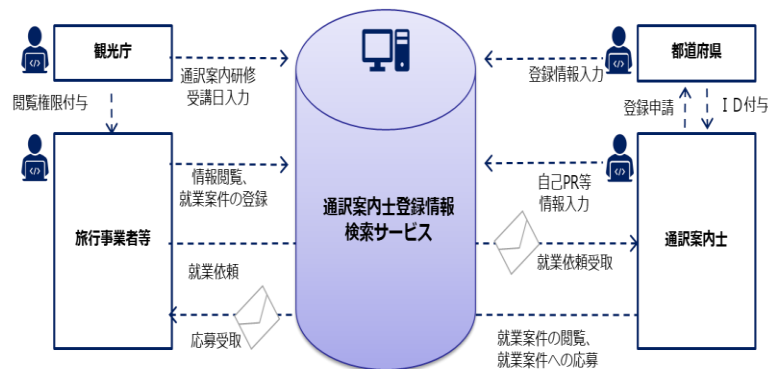 観光庁
通訳案内研修
受講日入力
閲覧権限付与
旅行事業者等
情報閲覧、
就業案件の登録
就業依頼
応募受取
通訳案内士登録情報
検索サービス
都道府県
登録情報入力
登録申請
ID付与
自己PR等
情報入力
通訳案内士
就業依頼受取
就業案件の閲覧、
就業案件への応募